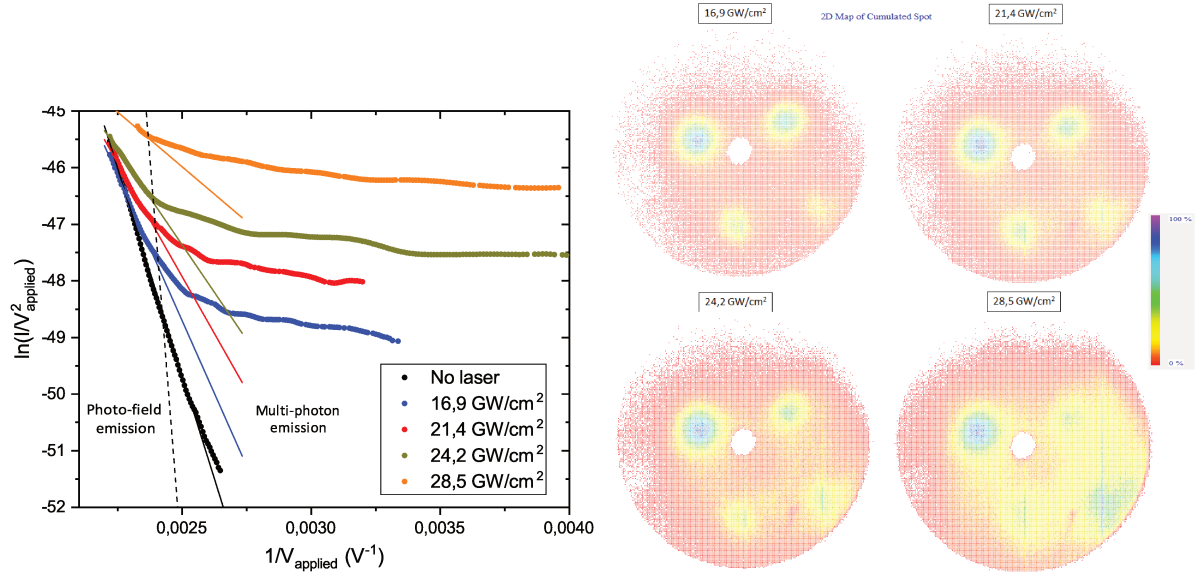 16,9 GW/cm²
2D Map of Cumulated Spot
21,4 GW/cm²
-45
-46
-47
-48
-49
-50
-51
-52
ln(I/V²applied)
Photo-field
emission
Multi-photon
emission
No laser
16,9 GW/cm²
21,4 GW/cm²
24,2 GW/cm²
28,5 GW/cm²
0,0025
0,0030
0,0035
0,0040
1/Vapplied (V⁻¹)
24,2 GW/cm²
28,5 GW/cm²
100 %
0 %